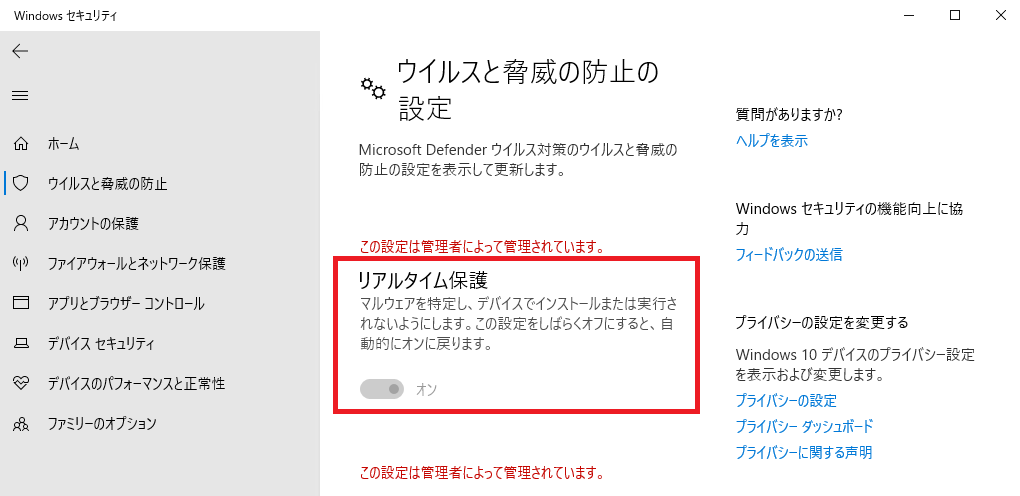 Windows セキュリティ
ホーム
ウイルスと脅威の防止
アカウントの保護
ファイアウォールとネットワーク保護
アプリとブラウザー コントロール
デバイス セキュリティ
デバイスのパフォーマンスと正常性
ファミリーのオプション
ウイルスと脅威の防止の
設定
Microsoft Defender ウイルス対策のウイルスと脅威の
防止の設定を表示して更新します。
この設定は管理者によって管理されています。
リアルタイム保護
マルウェアを特定し、デバイスでインストールまたは実行さ
れないようにします。この設定をしばらくオフにすると、自
動的にオンに戻ります。
オン
この設定は管理者によって管理されています。
質問がありますか?
ヘルプを表示
Windows セキュリティの機能向上に協
力
フィードバックの送信
プライバシーの設定を変更する
Windows 10 デバイスのプライバシー設定
を表示および変更します。
プライバシーの設定
プライバシー ダッシュボード
プライバシーに関する声明